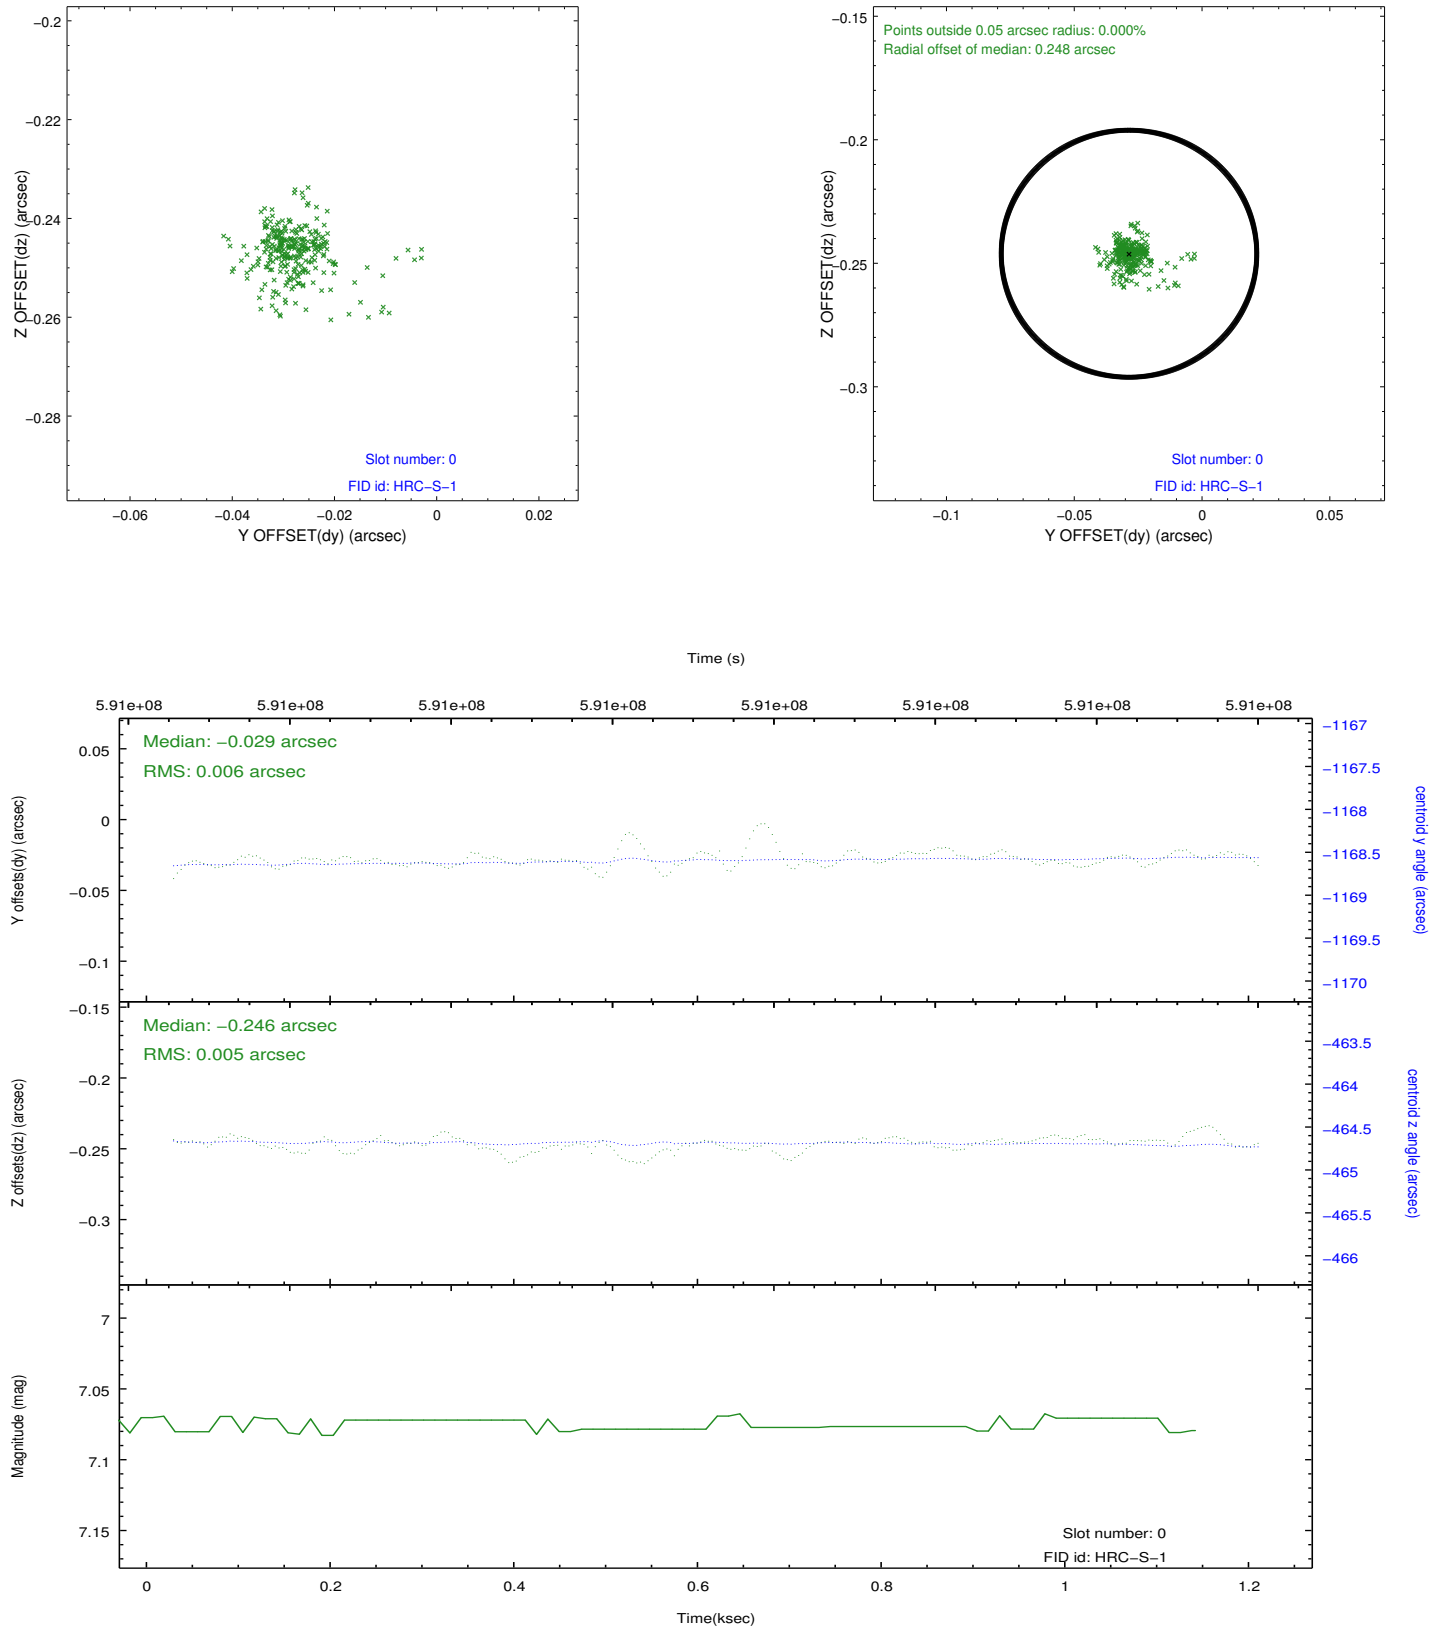 −0.2
−0.22
−0.24
−0.26
−0.28
Z OFFSET(dz) (arcsec)
Slot number: 0
FID id: HRC−S−1
−0.06 −0.04 −0.02 0 0.02
Y OFFSET(dy) (arcsec)
−0.15
−0.2
−0.25
−0.3
Z OFFSET(dz) (arcsec)
Points outside 0.05 arcsec radius: 0.000%
Radial offset of median: 0.248 arcsec
Slot number: 0
FID id: HRC−S−1
−0.1 −0.05 0 0.05
Y OFFSET(dy) (arcsec)
Time (s)
5.91e+08 5.91e+08 5.91e+08 5.91e+08 5.91e+08 5.91e+08 5.91e+08 5.91e+08
Median: −0.029 arcsec
RMS: 0.006 arcsec
0.05
0
−0.05
−0.1
Y offsets(dy) (arcsec)
−1167
−1167.5
−1168
−1168.5
−1169
−1169.5
−1170
centroid y angle (arcsec)
Median: −0.246 arcsec
RMS: 0.005 arcsec
−0.15
−0.2
−0.25
−0.3
Z offsets(dz) (arcsec)
−463.5
−464
−464.5
−465
−465.5
−466
centroid z angle (arcsec)
7
7.05
7.1
7.15
Magnitude (mag)
Slot number: 0
FID id: HRC−S−1
0 0.2 0.4 0.6 0.8 1 1.2
Time(ksec)